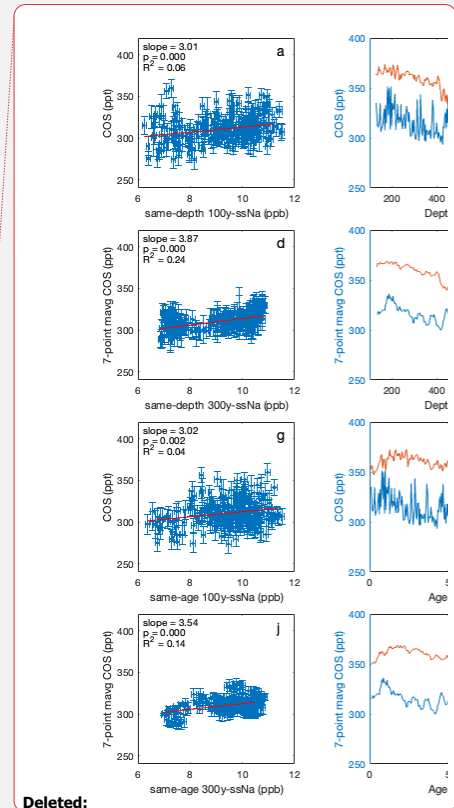 slope = 3.01
p = 0.000
R² = 0.06
a
COS (ppt)
400
350
300
250
6 8 10 12
same-depth 100y-ssNa (ppb)
COS (ppt)
400
350
300
250
200 400
Dept
slope = 3.87
p = 0.000
R² = 0.24
d
7-point mavg COS (ppt)
400
350
300
250
6 8 10 12
same-depth 300y-ssNa (ppb)
7-point mavg COS (ppt)
400
350
300
250
200 400
Dept
slope = 3.02
p = 0.002
R² = 0.04
g
COS (ppt)
400
350
300
250
6 8 10 12
same-age 100y-ssNa (ppb)
COS (ppt)
400
350
300
250
0 5
Age
slope = 3.54
p = 0.000
R² = 0.14
j
7-point mavg COS (ppt)
400
350
300
250
6 8 10 12
same-age 300y-ssNa (ppb)
7-point mavg COS (ppt)
400
350
300
250
0 5
Age
Deleted: